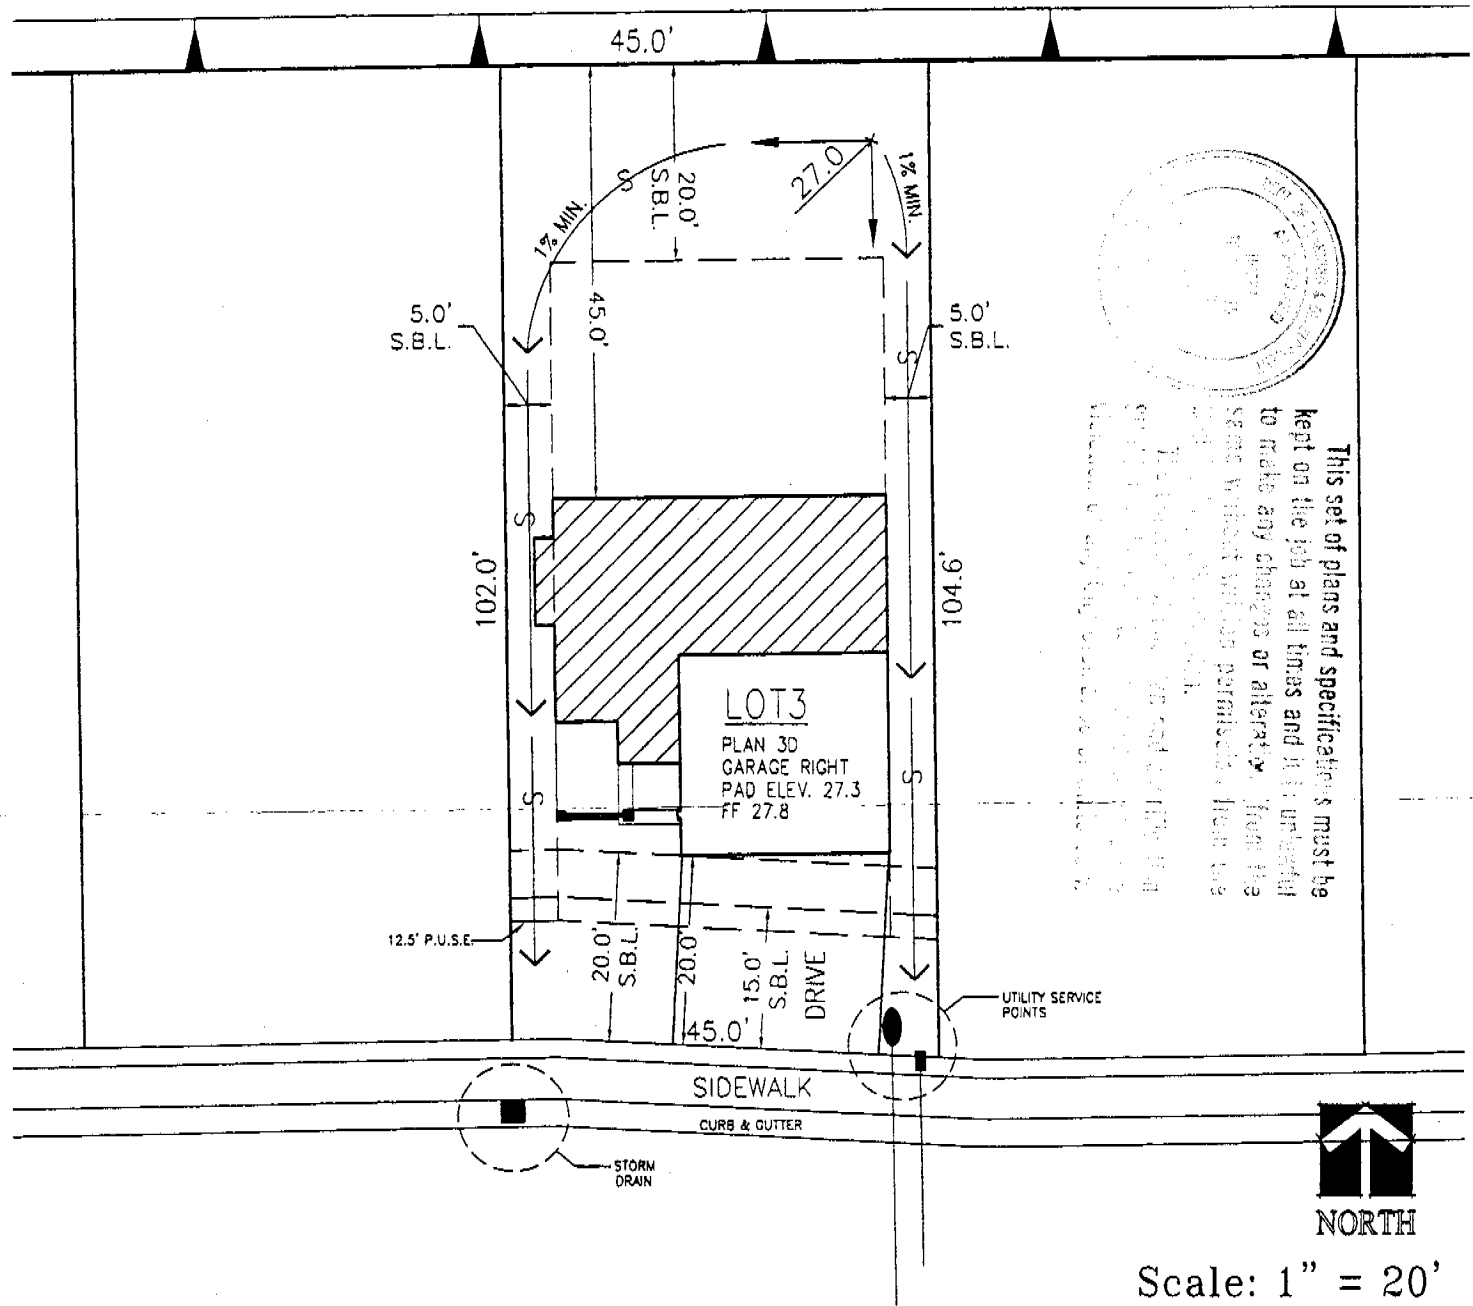 45.0'
27.0
1% MIN.
S
20.0'
S.B.L.
1% MIN.
45.0'
5.0'
S.B.L.
5.0'
S.B.L.
S
S
102.0'
104.6'
LOT3
PLAN 3D
GARAGE RIGHT
PAD ELEV. 27.3
FF 27.8
S
S
12.5' P.U.S.E.
20.0'
S.B.L.
20.0'
15.0'
S.B.L.
DRIVE
45.0'
UTILITY SERVICE
POINTS
SIDEWALK
CURB & GUTTER
STORM
DRAIN
This set of plans and specifications must be
kept on the job at all times and it is unlawful
to make any changes or alterations from the
same without permission from the
NORTH
Scale: 1" = 20'